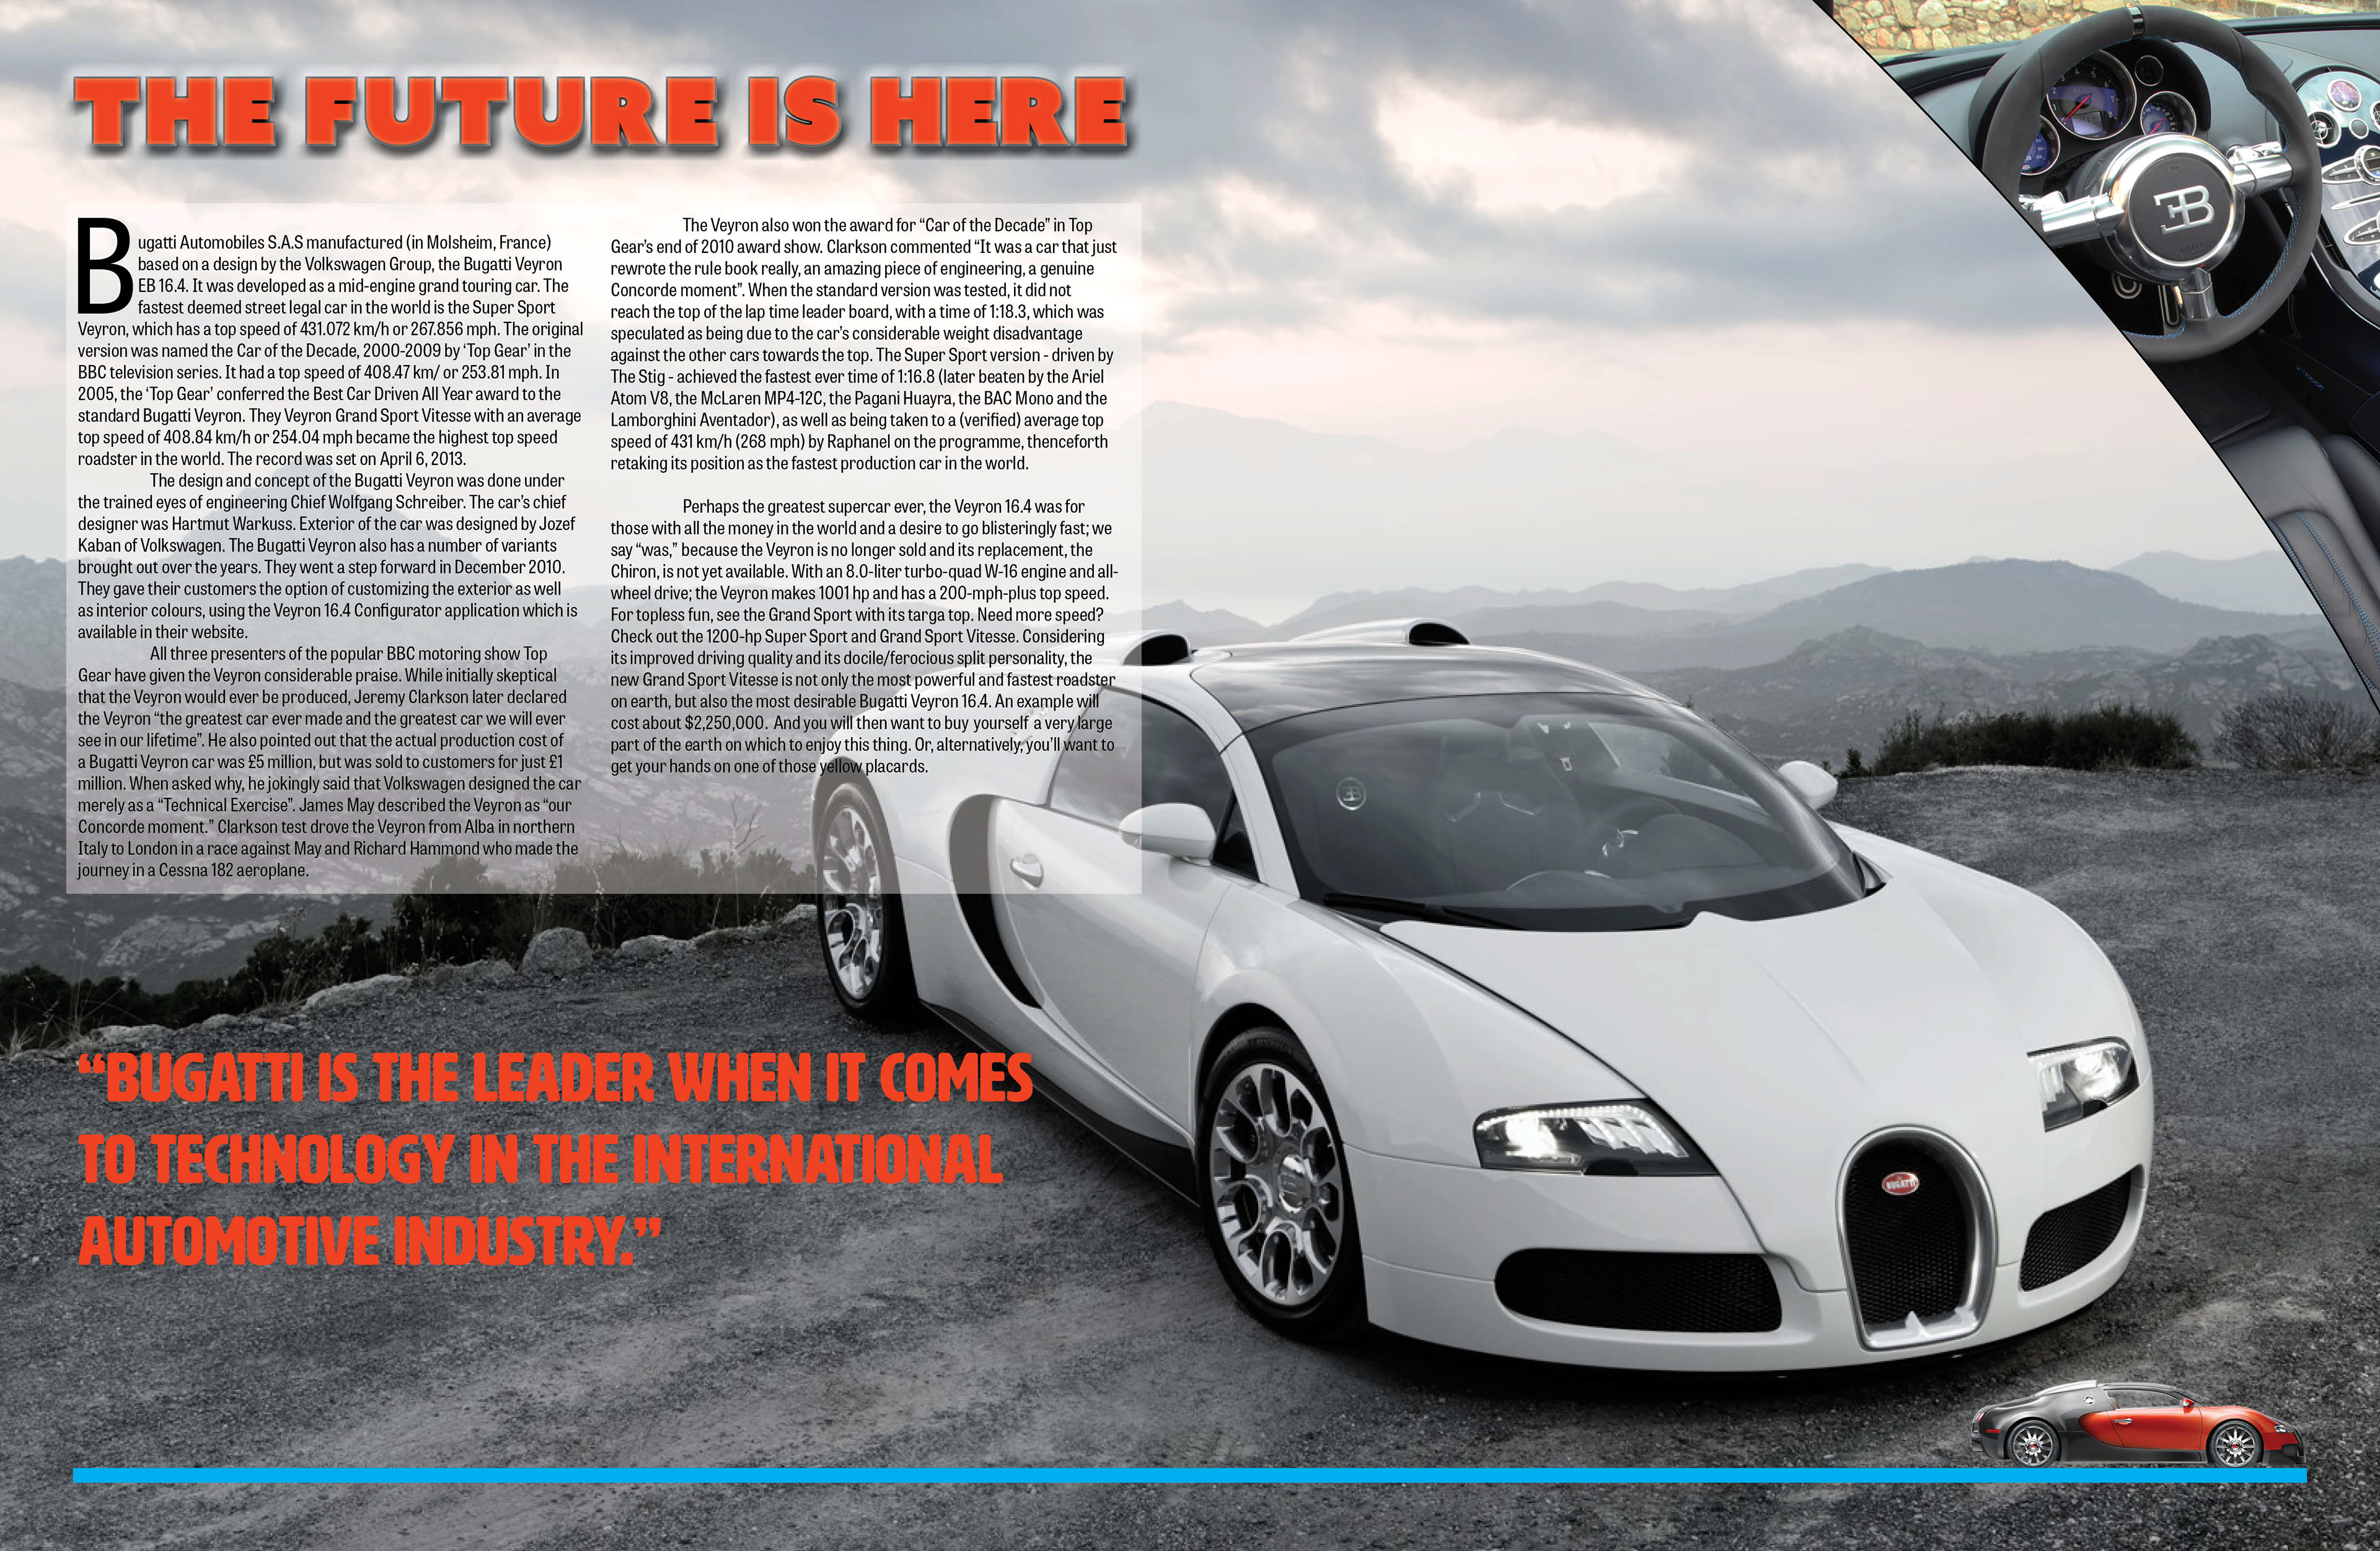 THE FUTURE IS HERE
Bugatti Automobiles S.A.S manufactured (in Molsheim, France)
based on a design by the Volkswagen Group, the Bugatti Veyron
EB 16.4. It was developed as a mid-engine grand touring car. The
fastest deemed street legal car in the world is the Super Sport
Veyron, which has a top speed of 431.072 km/h or 267.856 mph. The original
version was named the Car of the Decade, 2000-2009 by ‘Top Gear’ in the
BBC television series. It had a top speed of 408.47 km/ or 253.81 mph. In
2005, the ‘Top Gear’ conferred the Best Car Driven All Year award to the
standard Bugatti Veyron. They Veyron Grand Sport Vitesse with an average
top speed of 408.84 km/h or 254.04 mph became the highest top speed
roadster in the world. The record was set on April 6, 2013.
The design and concept of the Bugatti Veyron was done under
the trained eyes of engineering Chief Wolfgang Schreiber. The car’s chief
designer was Hartmut Warkuss. Exterior of the car was designed by Jozef
Kaban of Volkswagen. The Bugatti Veyron also has a number of variants
brought out over the years. They went a step forward in December 2010.
They gave their customers the option of customizing the exterior as well
as interior colours, using the Veyron 16.4 Configurator application which is
available in their website.
All three presenters of the popular BBC motoring show Top
Gear have given the Veyron considerable praise. While initially skeptical
that the Veyron would ever be produced, Jeremy Clarkson later declared
the Veyron “the greatest car ever made and the greatest car we will ever
see in our lifetime”. He also pointed out that the actual production cost of
a Bugatti Veyron car was £5 million, but was sold to customers for just £1
million. When asked why, he jokingly said that Volkswagen designed the car
merely as a “Technical Exercise”. James May described the Veyron as “our
Concorde moment.” Clarkson test drove the Veyron from Alba in northern
Italy to London in a race against May and Richard Hammond who made the
journey in a Cessna 182 aeroplane.
The Veyron also won the award for “Car of the Decade” in Top
Gear’s end of 2010 award show. Clarkson commented “It was a car that just
rewrote the rule book really, an amazing piece of engineering, a genuine
Concorde moment”. When the standard version was tested, it did not
reach the top of the lap time leader board, with a time of 1:18.3, which was
speculated as being due to the car’s considerable weight disadvantage
against the other cars towards the top. The Super Sport version - driven by
The Stig - achieved the fastest ever time of 1:16.8 (later beaten by the Ariel
Atom V8, the McLaren MP4-12C, the Pagani Huayra, the BAC Mono and the
Lamborghini Aventador), as well as being taken to a (verified) average top
speed of 431 km/h (268 mph) by Raphanel on the programme, thenceforth
retaking its position as the fastest production car in the world.
Perhaps the greatest supercar ever, the Veyron 16.4 was for
those with all the money in the world and a desire to go blisteringly fast; we
say “was,” because the Veyron is no longer sold and its replacement, the
Chiron, is not yet available. With an 8.0-liter turbo-quad W-16 engine and all-
wheel drive; the Veyron makes 1001 hp and has a 200-mph-plus top speed.
For topless fun, see the Grand Sport with its targa top. Need more speed?
Check out the 1200-hp Super Sport and Grand Sport Vitesse. Considering
its improved driving quality and its docile/ferocious split personality, the
new Grand Sport Vitesse is not only the most powerful and fastest roadster
on earth, but also the most desirable Bugatti Veyron 16.4. An example will
cost about $2,250,000. And you will then want to buy yourself a very large
part of the earth on which to enjoy this thing. Or, alternatively, you’ll want to
get your hands on one of those yellow placards.
“BUGATTI IS THE LEADER WHEN IT COMES
TO TECHNOLOGY IN THE INTERNATIONAL
AUTOMOTIVE INDUSTRY.”
EB
BUGATTI